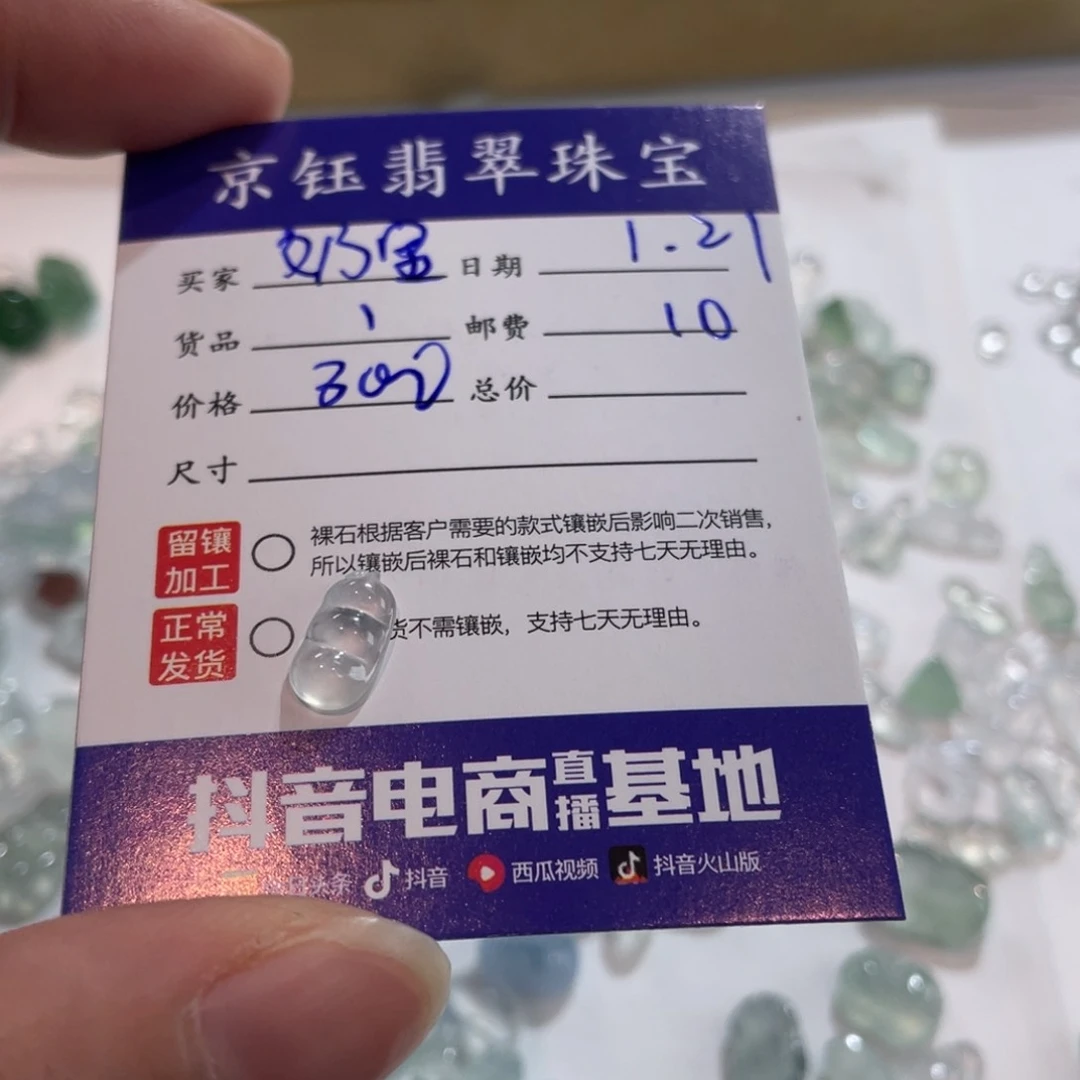 京钰翡翠珠宝
买家 奶宝 日期 1.21
货品 1 邮费 10
价格 总价
尺寸
留镶加工 裸石根据客户需要的款式镶嵌后影响二次销售，
所以镶嵌后裸石和镶嵌均不支持七天无理由。
正常发货 货不需镶嵌，支持七天无理由。
抖音电商直播基地
头条 抖音 西瓜视频 抖音火山版